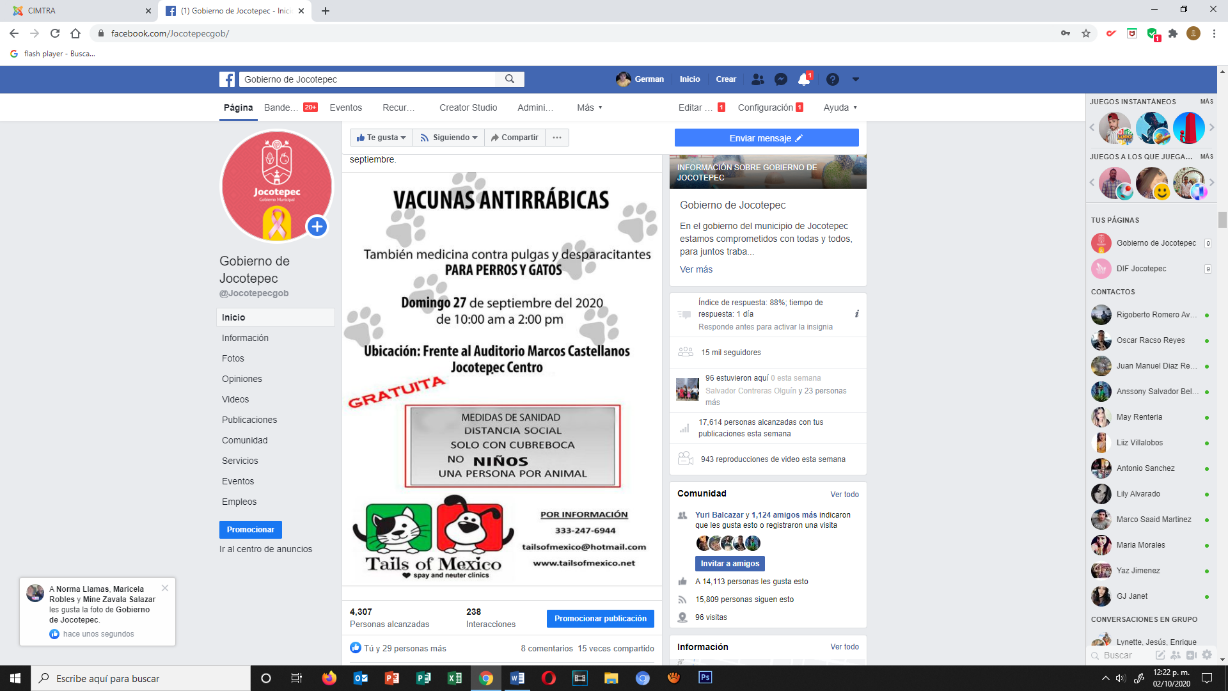 CIMTRA
(1) Gobierno de Jocotepec - Inic
facebook.com/Jocotepecgob/
flash player - Busca...
Gobierno de Jocotepec
German
Inicio
Crear
1
Página
Bande...
20+
Eventos
Recur...
Creator Studio
Admini...
Más
Editar ...
1
Configuración
1
Ayuda
Jocotepec
Gobierno Municipal
Gobierno de
Jocotepec
@Jocotepecgob
Inicio
Información
Fotos
Opiniones
Videos
Publicaciones
Comunidad
Servicios
Eventos
Empleos
Promocionar
Ir al centro de anuncios
A Norma Llamas, Maricela
Robles y Mine Zavala Salazar
les gusta la foto de Gobierno
de Jocotepec.
hace unos segundos
Te gusta
Siguiendo
Compartir
...
septiembre.
VACUNAS ANTIRRÁBICAS
También medicina contra pulgas y desparacitantes
PARA PERROS Y GATOS
Domingo 27 de septiembre del 2020
de 10:00 am a 2:00 pm
Ubicación: Frente al Auditorio Marcos Castellanos
Jocotepec Centro
GRATUITA
MEDIDAS DE SANIDAD
DISTANCIA SOCIAL
SOLO CON CUBREBOCA
NO NIÑOS
UNA PERSONA POR ANIMAL
Tails of Mexico
spay and neuter clinics
POR INFORMACIÓN
333-247-6944
tailsofmexico@hotmail.com
www.tailsofmexico.net
4,307
Personas alcanzadas
238
Interacciones
Promocionar publicación
Tú y 29 personas más
8 comentarios 15 veces compartido
Enviar mensaje
INFORMACIÓN SOBRE GOBIERNO DE
JOCOTEPEC
Gobierno de Jocotepec
En el gobierno del municipio de Jocotepec
estamos comprometidos con todas y todos,
para juntos traba...
Ver más
Índice de respuesta: 88%, tiempo de
respuesta: 1 día
Responde antes para activar la insignia
15 mil seguidores
96 estuvieron aquí 0 esta semana
Salvador Contreras Olguín y 23 personas
más
17,614 personas alcanzadas con tus
publicaciones esta semana
943 reproducciones de video esta semana
Comunidad
Ver todo
Yuri Balcazar y 1,124 amigos más indicaron
que les gusta esto o registraron una visita
Invitar a amigos
A 14,113 personas les gusta esto
15,809 personas siguen esto
96 visitas
Información
Ver todo
JUEGOS INSTANTÁNEOS
MÁS
JUEGOS A LOS QUE JUEGA...
MÁS
TUS PÁGINAS
Gobierno de Jocotepec
0
DIF Jocotepec
9
CONTACTOS
Rigoberto Romero Av...
Oscar Racso Reyes
Juan Manuel Diaz Re...
Anssony Salvador Bel...
May Renteria
Liiz Villalobos
Antonio Sanchez
Lily Alvarado
Marco Saaid Martinez
Maria Morales
Yaz Jimenez
GJ Janet
CONVERSACIONES EN GRUPO
Lynette, Jesús, Enrique
Buscar
Escribe aquí para buscar
12:22 p. m.
02/10/2020